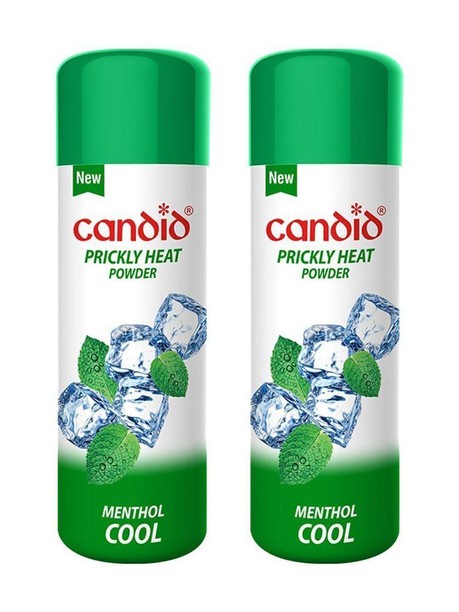 New
candid®
PRICKLY HEAT
POWDER
MENTHOL
COOL
New
candid®
PRICKLY HEAT
POWDER
MENTHOL
COOL